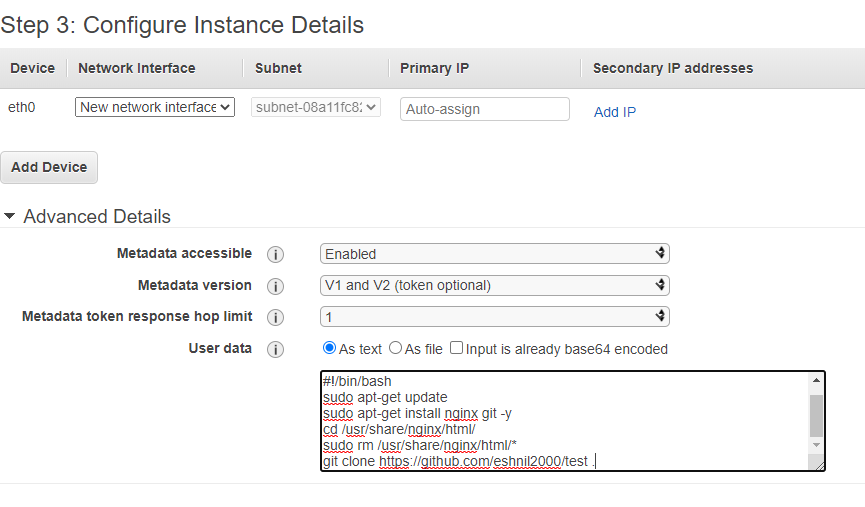 Step 3: Configure Instance Details
Device Network Interface Subnet Primary IP Secondary IP addresses
eth0 New network interface subnet-08a11fc82 Auto-assign Add IP
Add Device
Advanced Details
Metadata accessible i Enabled
Metadata version i V1 and V2 (token optional)
Metadata token response hop limit i 1
User data i As text As file Input is already base64 encoded
#!/bin/bash
sudo apt-get update
sudo apt-get install nginx git -y
cd /usr/share/nginx/html/
sudo rm /usr/share/nginx/html/*
git clone https://github.com/eshnil2000/test .